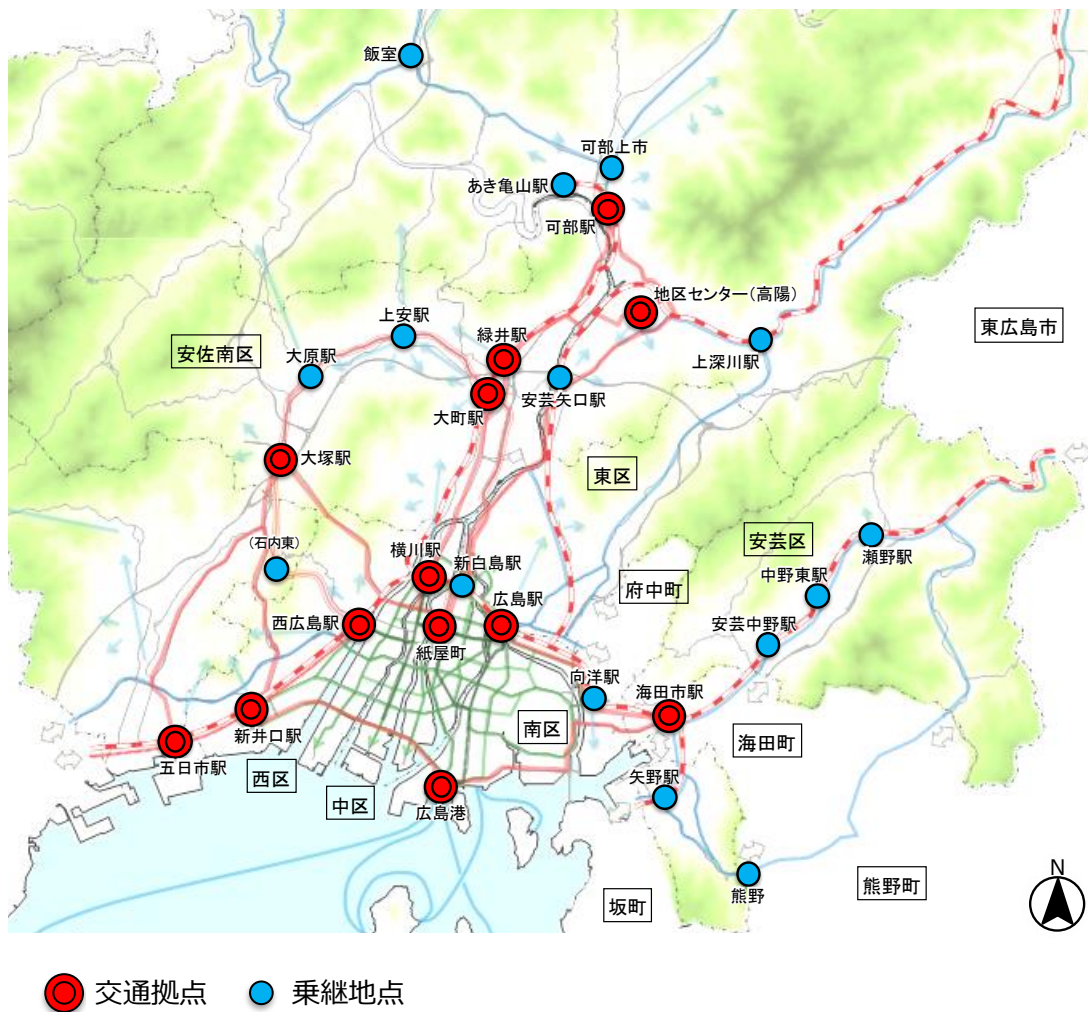 飯室
可部上市
あき亀山駅
可部駅
地区センター(高陽)
東広島市
上安駅
緑井駅
安佐南区
大原駅
上深川駅
安芸矢口駅
大町駅
大塚駅
東区
安芸区
(石内東)
横川駅
新白島駅
瀬野駅
中野東駅
府中町
広島駅
西広島駅
紙屋町
安芸中野駅
向洋駅
海田市駅
南区
新井口駅
海田町
五日市駅
西区
中区
広島港
矢野駅
熊野
熊野町
坂町
N
交通拠点
乗継地点